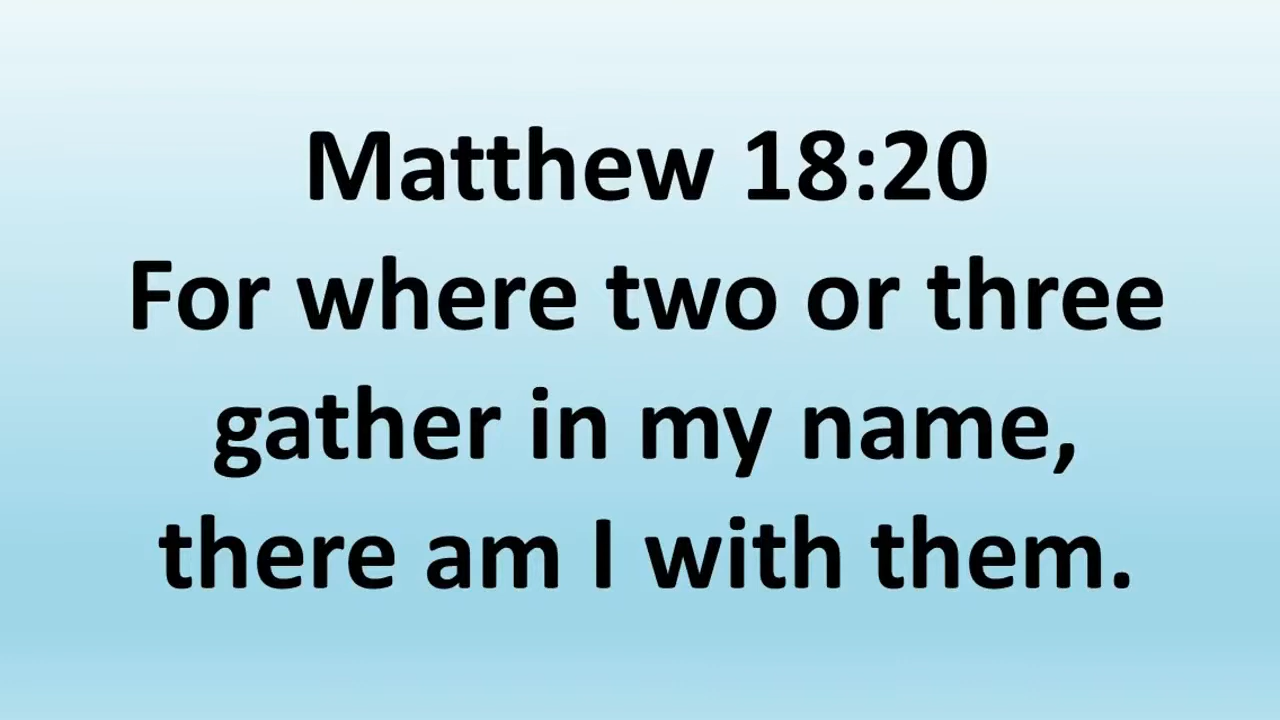 Matthew 18:20
For where two or three
gather in my name,
there am I with them.